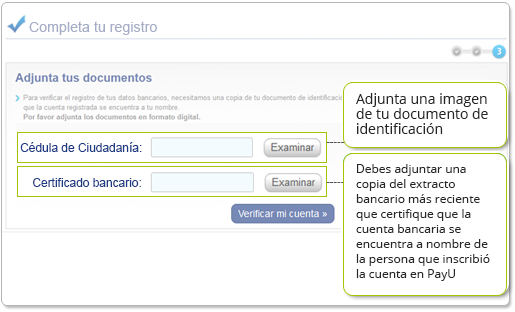 Completa tu registro
3
Adjunta tus documentos
Para verificar el registro de tus datos bancarios, necesitamos una copia de tu documento de identificació
que la cuenta registrada se encuentra a tu nombre.
Por favor adjunta los documentos en formato digital.
Cédula de Ciudadanía:
Examinar
Certificado bancario:
Examinar
Verificar mi cuenta »
Adjunta una imagen
de tu documento de
identificación
Debes adjuntar una
copia del extracto
bancario más reciente
que certifique que la
cuenta bancaria se
encuentra a nombre de
la persona que inscribió
la cuenta en PayU